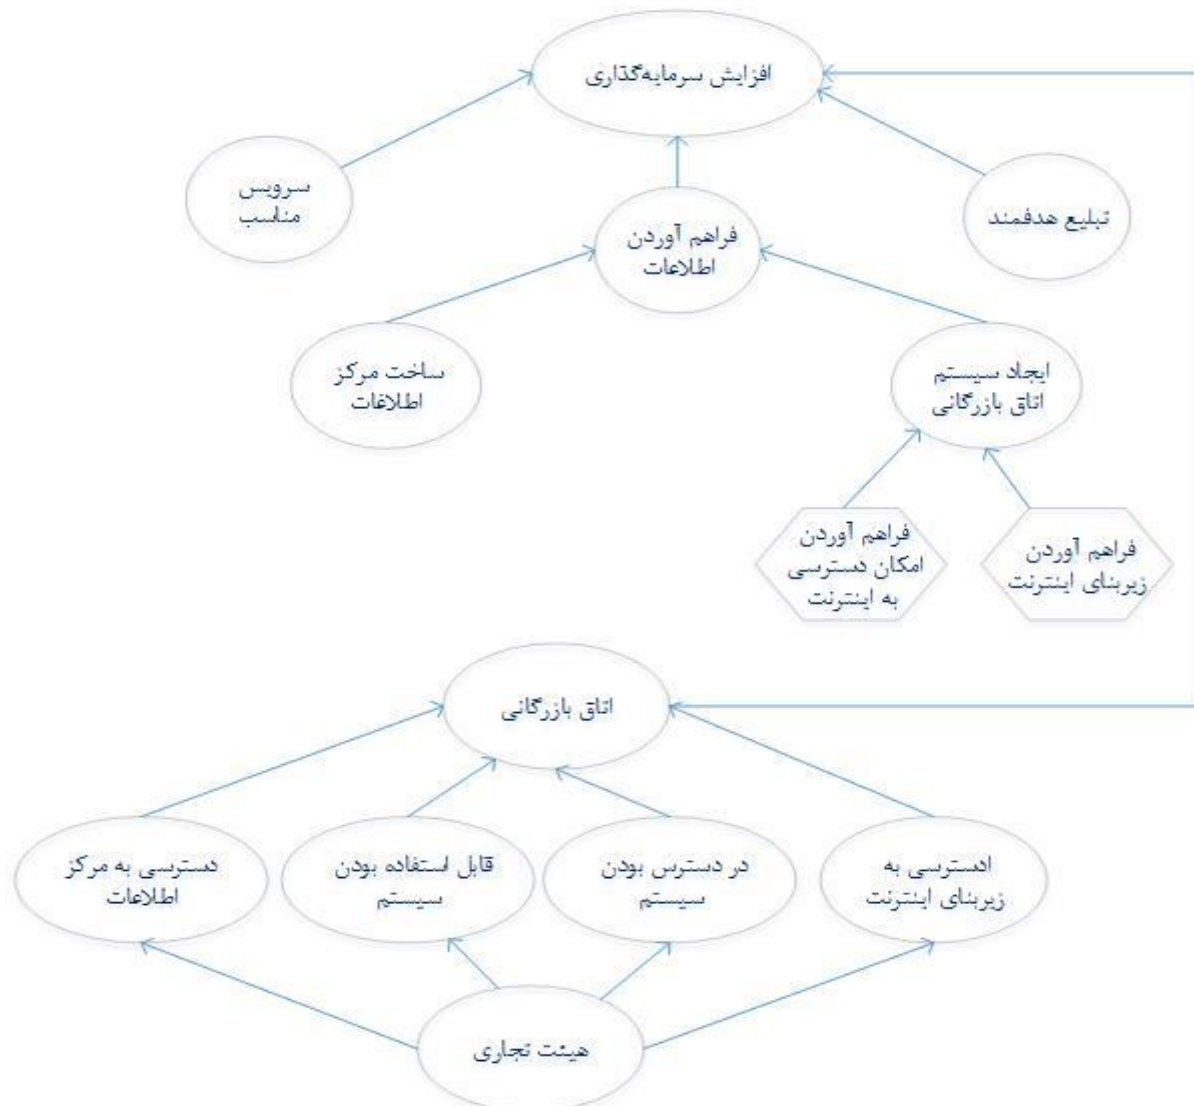 افزایش سرمایه‌گذاری
سرویس
مناسب
تبلیغ هدفمند
فراهم آوردن
اطلاعات
ساخت مرکز
اطلاعات
ایجاد سیستم
اتاق بازرگانی
فراهم آوردن
امکان دسترسی
به اینترنت
فراهم آوردن
زیربنای اینترنت
اتاق بازرگانی
دسترسی به مرکز
اطلاعات
قابل استفاده بودن
سیستم
در دسترس بودن
سیستم
ادسترسی به
زیربنای اینترنت
هیئت تجاری